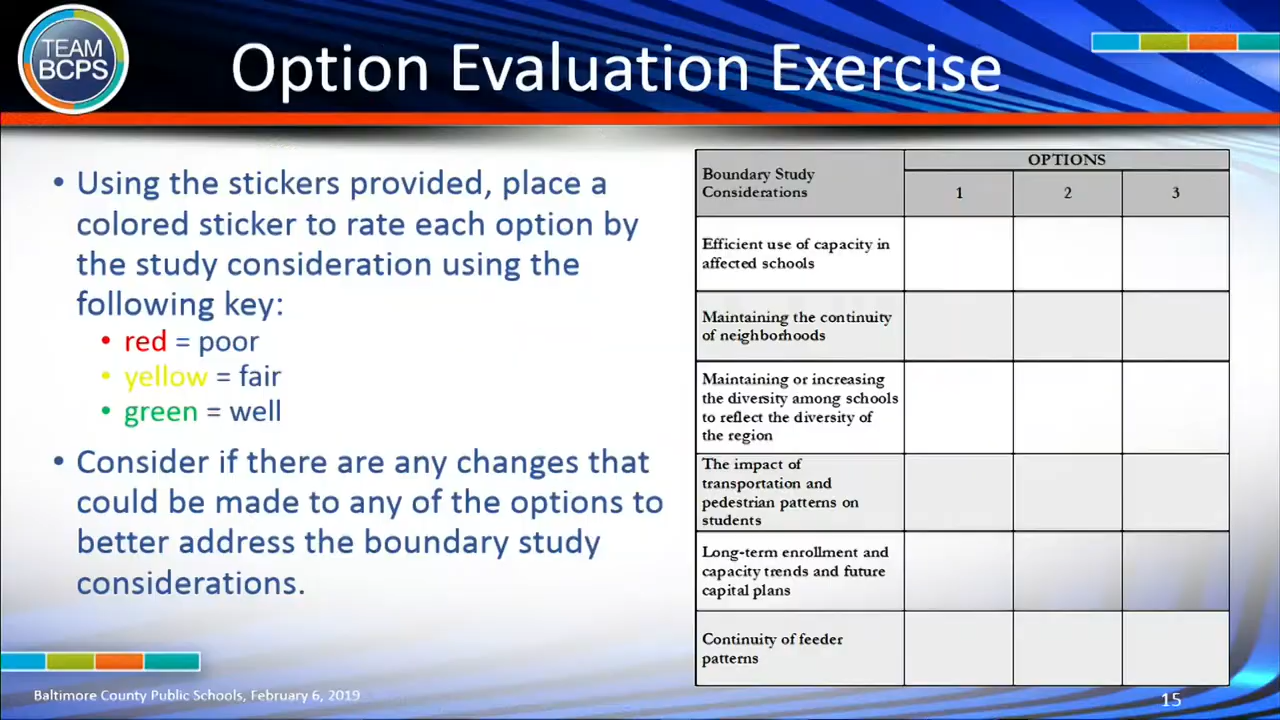 TEAM
BCPS
Option Evaluation Exercise
• Using the stickers provided, place a
colored sticker to rate each option by
the study consideration using the
following key:
• red = poor
• yellow = fair
• green = well
• Consider if there are any changes that
could be made to any of the options to
better address the boundary study
considerations.
Boundary Study
Considerations
OPTIONS
1 2 3
Efficient use of capacity in
affected schools
Maintaining the continuity
of neighborhoods
Maintaining or increasing
the diversity among schools
to reflect the diversity of
the region
The impact of
transportation and
pedestrian patterns on
students
Long-term enrollment and
capacity trends and future
capital plans
Continuity of feeder
patterns
Baltimore County Public Schools, February 6, 2019
15